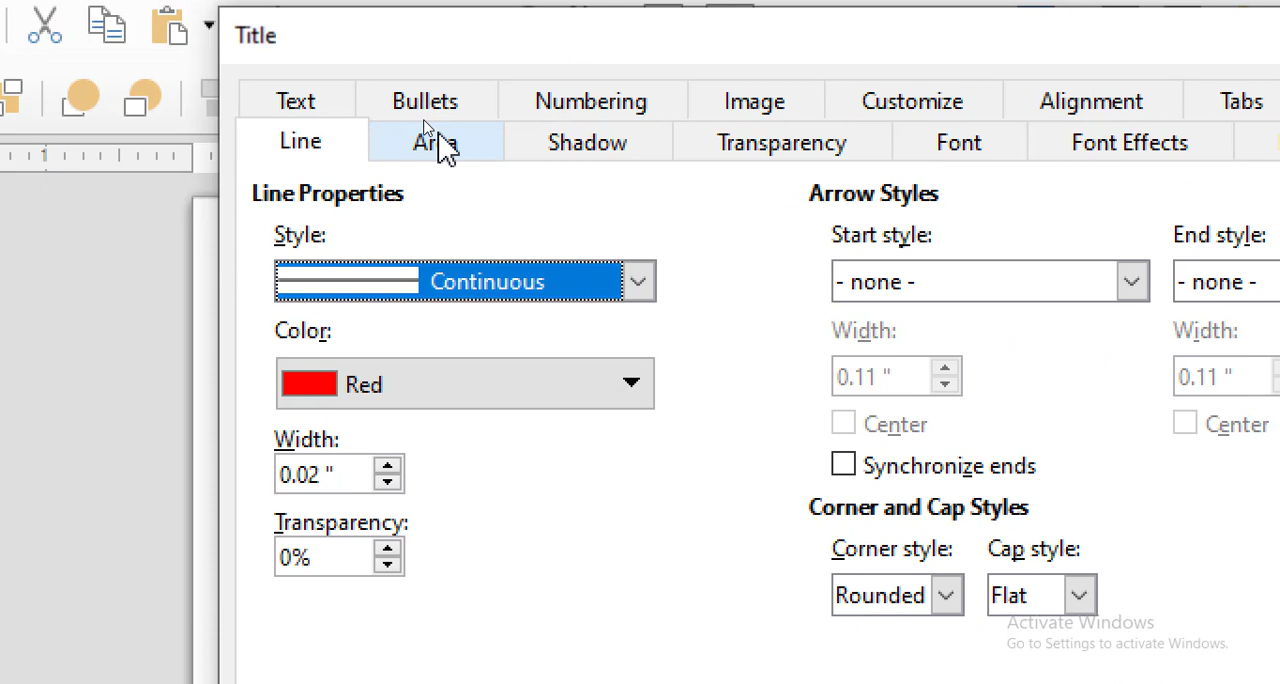 Title
Text Bullets Numbering Image Customize Alignment Tabs
Line Area Shadow Transparency Font Font Effects
Line Properties Arrow Styles
Style: Start style: End style:
Continuous - none - - none -
Color: Width: Width:
Red 0.11 " 0.11 "
Center Center
Width:
0.02 " Synchronize ends
Corner and Cap Styles
Transparency: Corner style: Cap style:
0% Rounded Flat
Activate Windows
Go to Settings to activate Windows.